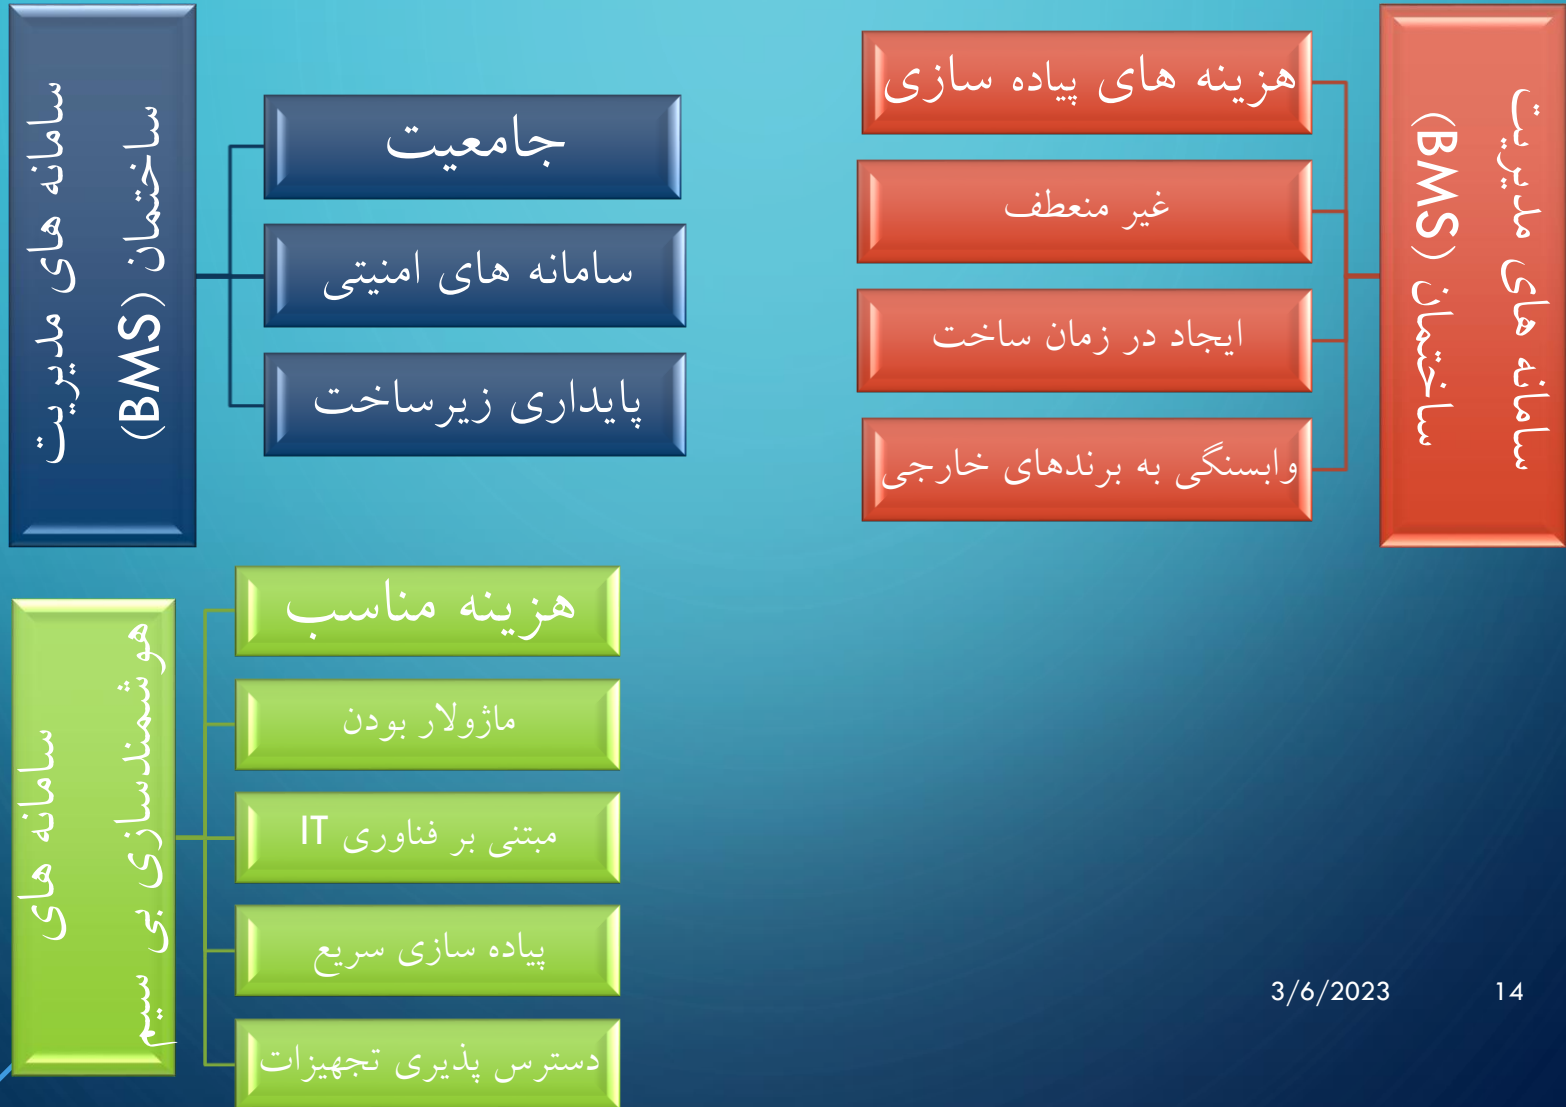 سامانه های مدیریت
ساختمان (BMS)
هزینه های پیاده سازی
غیر منعطف
ایجاد در زمان ساخت
وابسنگی به برندهای خارجی
سامانه های مدیریت
ساختمان (BMS)
جامعیت
سامانه های امنیتی
پایداری زیرساخت
سامانه های
هوشمندسازی بی سیم
هزینه مناسب
ماژولار بودن
مبتنی بر فناوری IT
پیاده سازی سریع
دسترس پذیری تجهیزات
3/6/2023
14